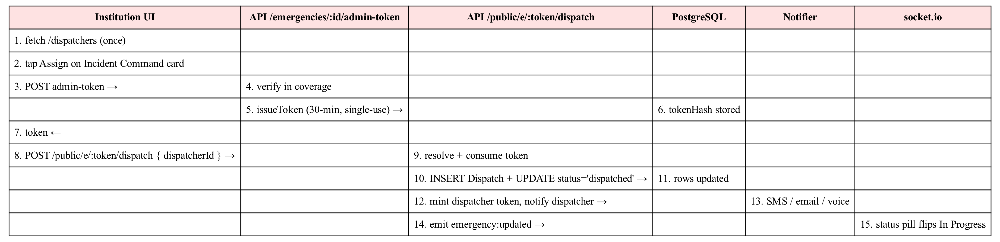 Institution UI
API /emergencies/:id/admin-token
API /public/e/:token/dispatch
PostgreSQL
Notifier
socket.io
1. fetch /dispatchers (once)
2. tap Assign on Incident Command card
3. POST admin-token →
4. verify in coverage
5. issueToken (30-min, single-use) →
6. tokenHash stored
7. token ←
8. POST /public/e/:token/dispatch { dispatcherId } →
9. resolve + consume token
10. INSERT Dispatch + UPDATE status='dispatched' →
11. rows updated
12. mint dispatcher token, notify dispatcher →
13. SMS / email / voice
14. emit emergency:updated →
15. status pill flips In Progress